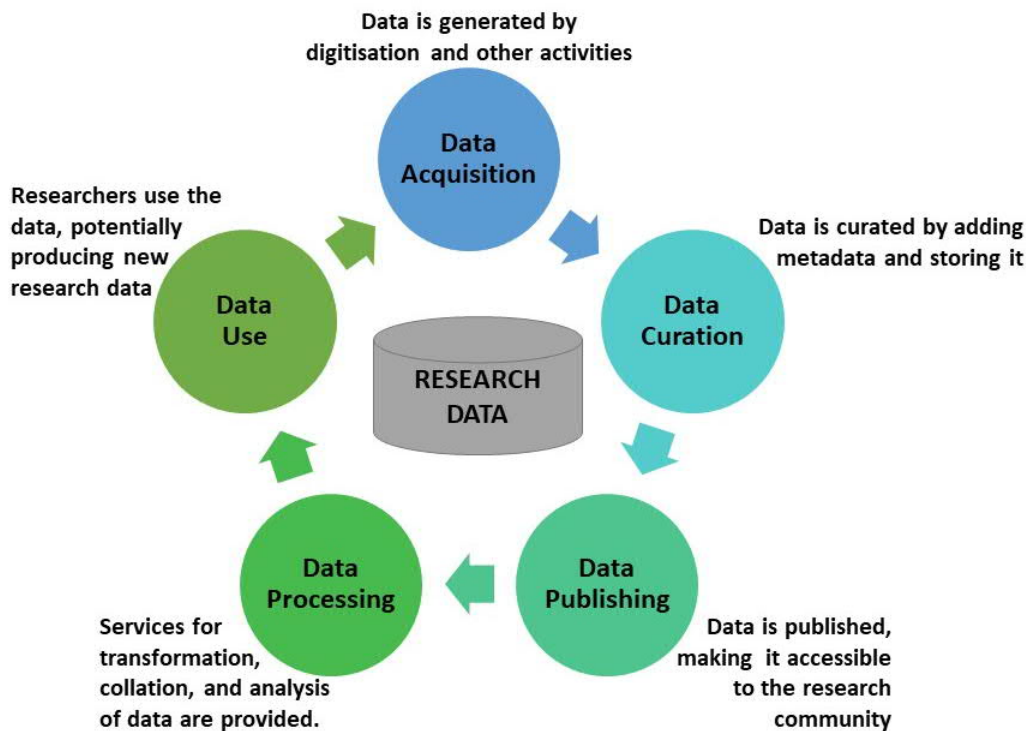 Data is generated by
digitisation and other activities
Data
Acquisition
Data is curated by adding
metadata and storing it
Data
Curation
Data
Publishing
Data is published,
making it accessible
to the research
community
Data
Processing
Services for
transformation,
collation, and analysis
of data are provided.
Data
Use
Researchers use the
data, potentially
producing new
research data
RESEARCH
DATA